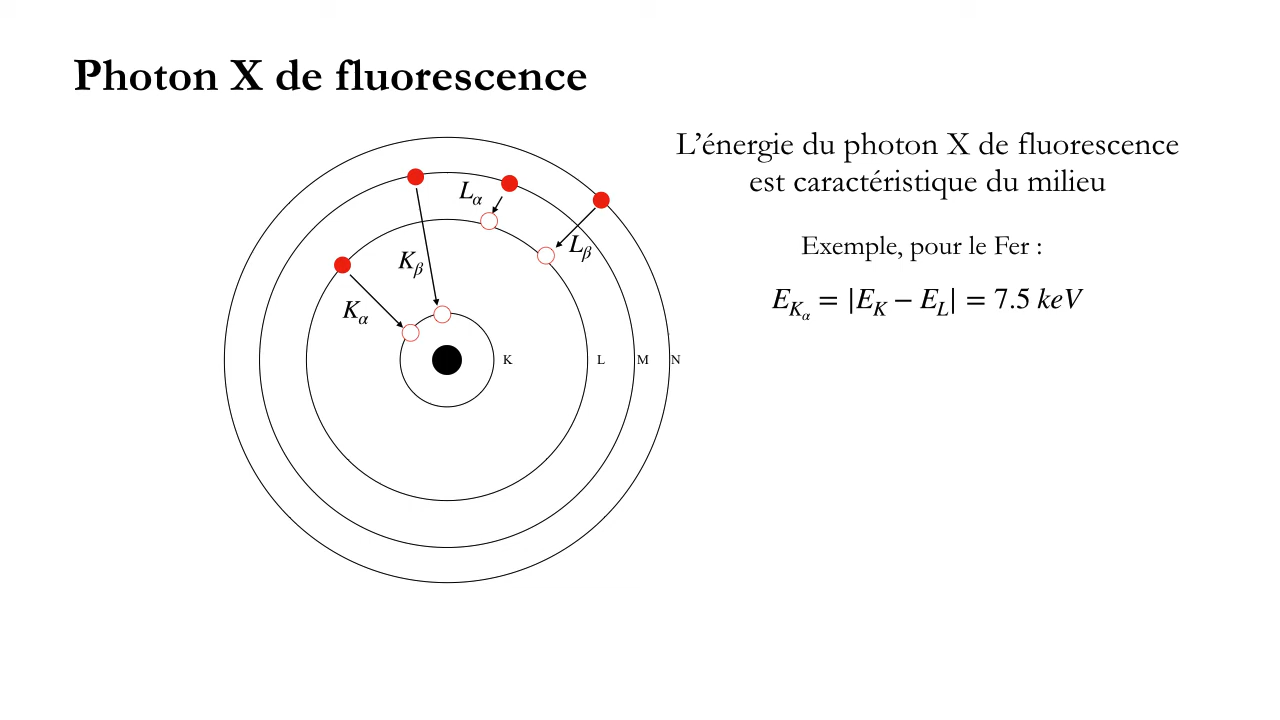 Photon X de fluorescence
L’énergie du photon X de fluorescence
est caractéristique du milieu
Exemple, pour le Fer :
E_{K_α} = |E_K − E_L| = 7.5 keV
L_α
L_β
K_β
K_α
K
L
M
N